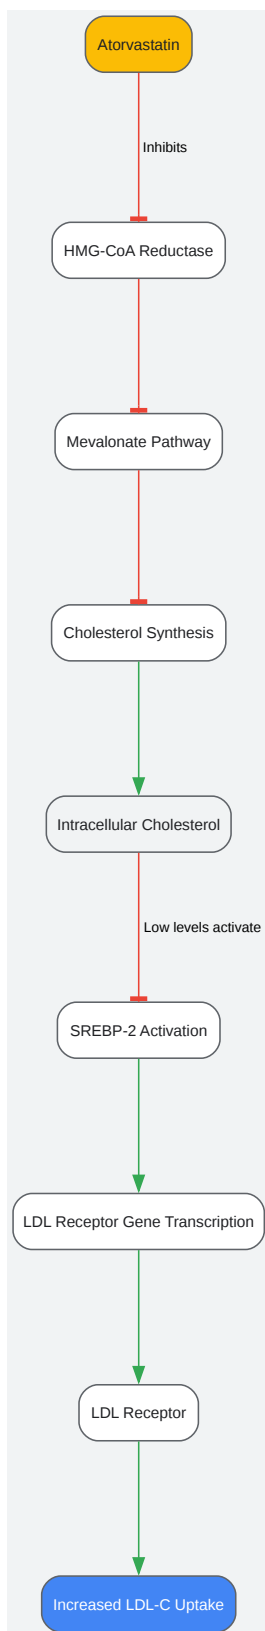 Atorvastatin
Inhibits
HMG-CoA Reductase
Mevalonate Pathway
Cholesterol Synthesis
Intracellular Cholesterol
Low levels activate
SREBP-2 Activation
LDL Receptor Gene Transcription
LDL Receptor
Increased LDL-C Uptake